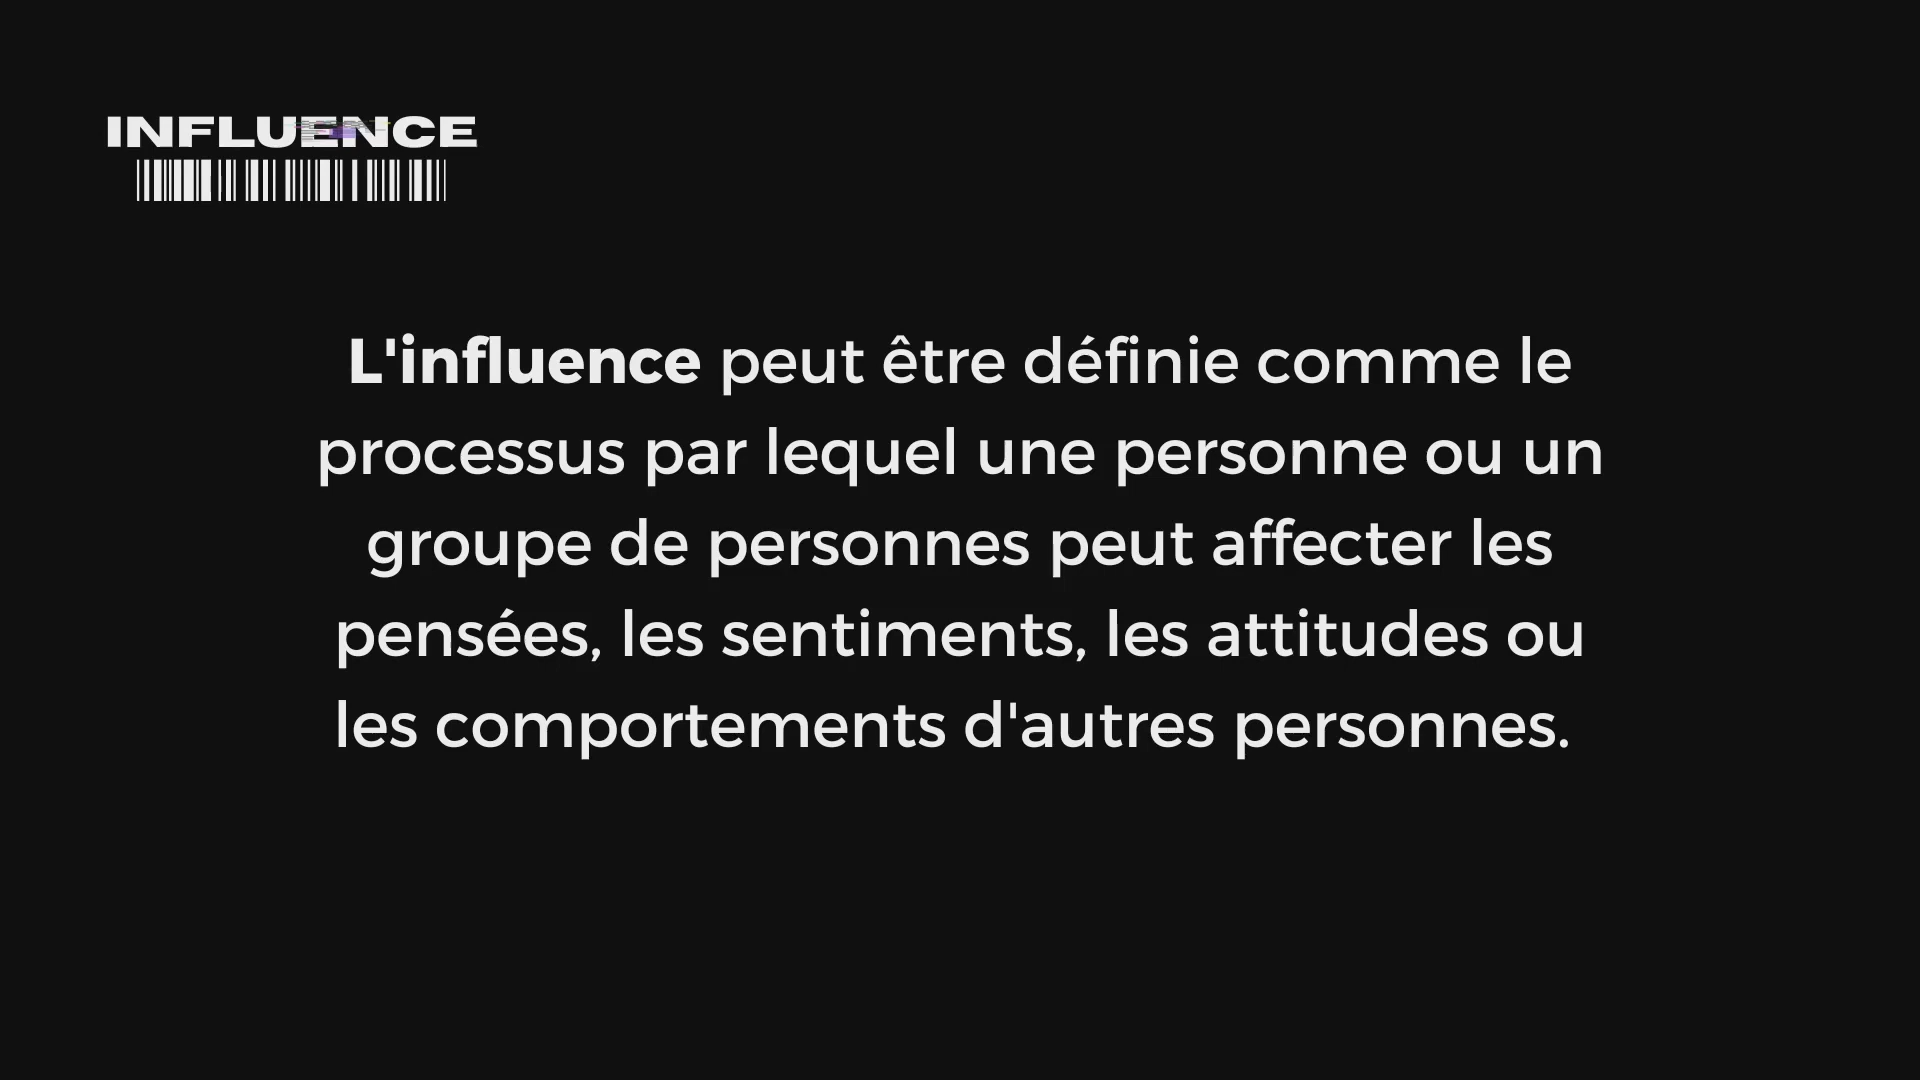 INFLUENCE
L'influence peut être définie comme le
processus par lequel une personne ou un
groupe de personnes peut affecter les
pensées, les sentiments, les attitudes ou
les comportements d'autres personnes.